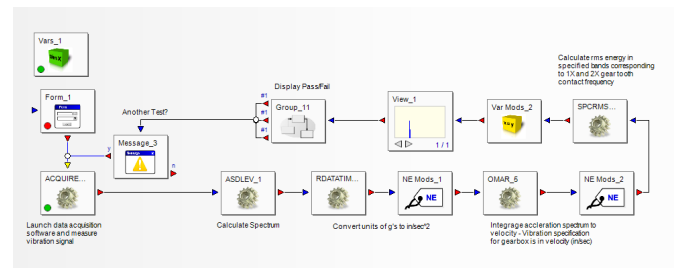 Vars_1
Form_1
Another Test?
Message_3
y
n
ACQUIRE...
Launch data acquisition
software and measure
vibration signal
Display Pass/Fail
#1
#1
#1
Group_11
View_1
1 / 1
Var Mods_2
Calculate rms energy in
specified bands corresponding
to 1X and 2X gear tooth
contact frequency
SPCRMS...
ASDLEV_1
Calculate Spectrum
RDATATIM...
NE Mods_1
NE
Convert units of g's to in/sec^2
OMAR_5
Integrage accleration spectrum to
velocity - Vibration specification
for gearbox is in velocity (in/sec)
NE Mods_2
NE